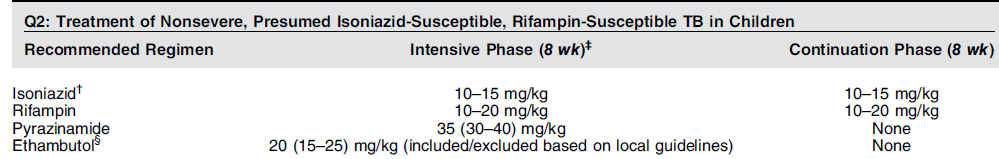 Q2: Treatment of Nonsevere, Presumed Isoniazid-Susceptible, Rifampin-Susceptible TB in Children
Recommended Regimen Intensive Phase (8 wk)‡ Continuation Phase (8 wk)
Isoniazid† 10–15 mg/kg 10–15 mg/kg
Rifampin 10–20 mg/kg 10–20 mg/kg
Pyrazinamide 35 (30–40) mg/kg None
Ethambutol§ 20 (15–25) mg/kg (included/excluded based on local guidelines) None